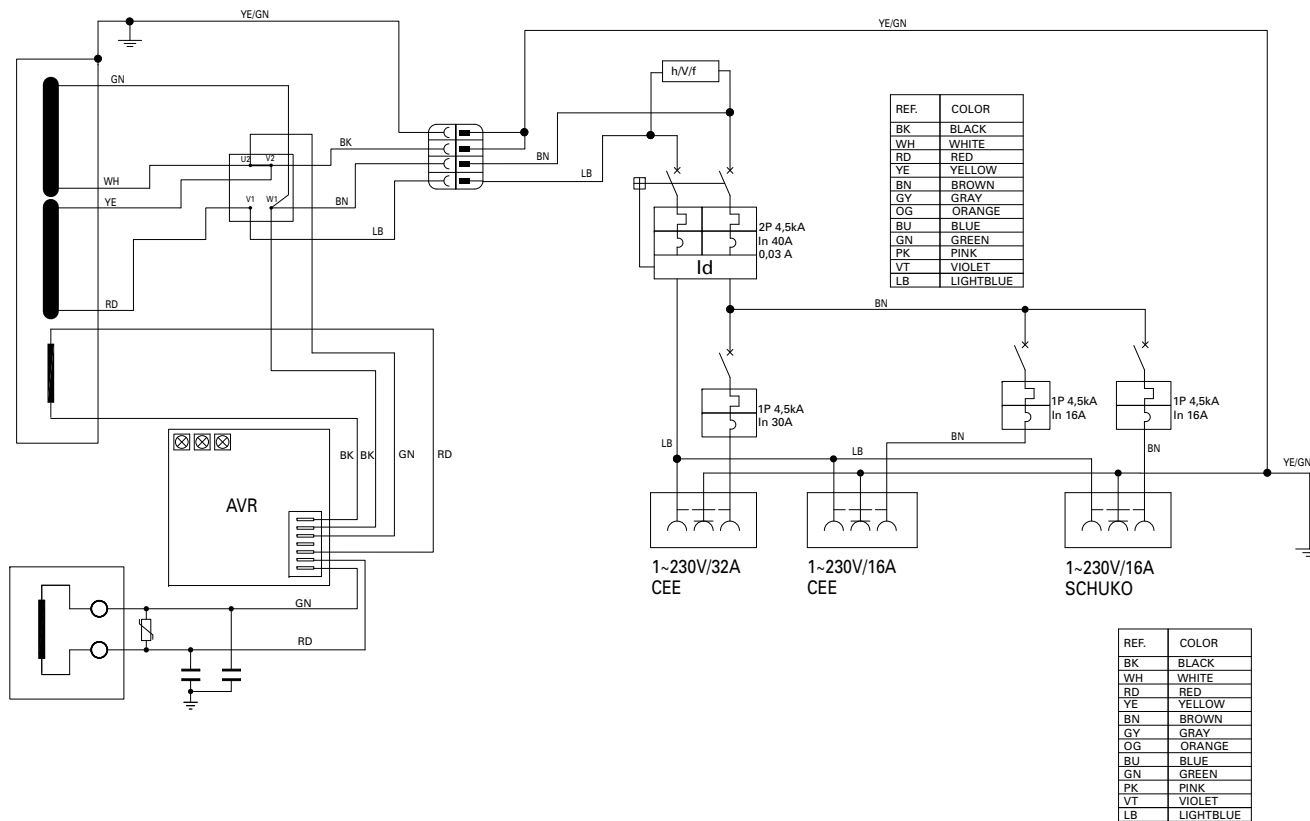 YE/GN
YE/GN
GN
h/V/f
REF. COLOR
BK BLACK
WH WHITE
RD RED
YE YELLOW
BN BROWN
GY GRAY
OG ORANGE
BU BLUE
GN GREEN
PK PINK
VT VIOLET
LB LIGHTBLUE
BK
U2 V2
BN
LB
WH
YE
V1 W1
BN
LB
RD
2P 4,5kA
In 40A
0,03 A
Id
BN
1P 4,5kA
In 30A
1P 4,5kA
In 16A
1P 4,5kA
In 16A
LB
BN
LB
BN
YE/GN
BK BK GN RD
AVR
1~230V/32A
CEE
1~230V/16A
CEE
1~230V/16A
SCHUKO
GN
RD
REF. COLOR
BK BLACK
WH WHITE
RD RED
YE YELLOW
BN BROWN
GY GRAY
OG ORANGE
BU BLUE
GN GREEN
PK PINK
VT VIOLET
LB LIGHTBLUE